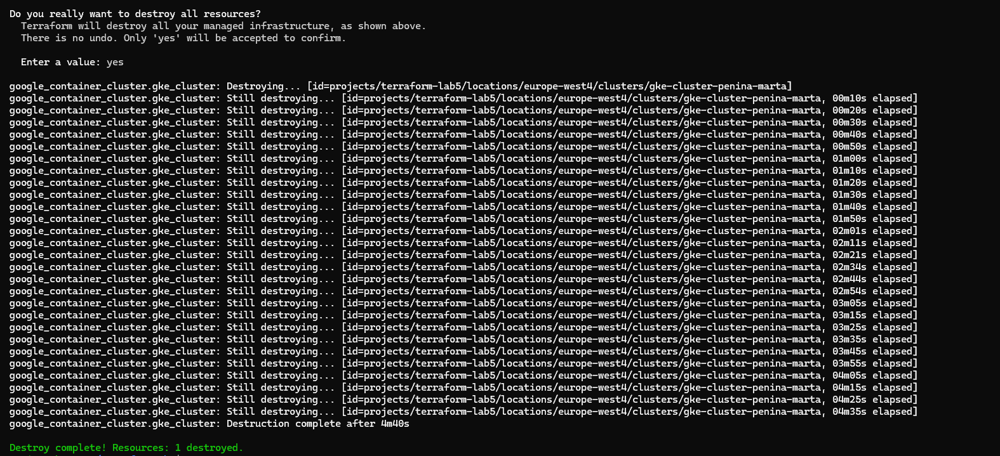 Do you really want to destroy all resources?
Terraform will destroy all your managed infrastructure, as shown above.
There is no undo. Only 'yes' will be accepted to confirm.
Enter a value: yes
google_container_cluster.gke_cluster: Destroying... [id=projects/terraform-lab5/locations/europe-west4/clusters/gke-cluster-penina-marta]
google_container_cluster.gke_cluster: Still destroying... [id=projects/terraform-lab5/locations/europe-west4/clusters/gke-cluster-penina-marta, 00m10s elapsed]
google_container_cluster.gke_cluster: Still destroying... [id=projects/terraform-lab5/locations/europe-west4/clusters/gke-cluster-penina-marta, 00m20s elapsed]
google_container_cluster.gke_cluster: Still destroying... [id=projects/terraform-lab5/locations/europe-west4/clusters/gke-cluster-penina-marta, 00m30s elapsed]
google_container_cluster.gke_cluster: Still destroying... [id=projects/terraform-lab5/locations/europe-west4/clusters/gke-cluster-penina-marta, 00m40s elapsed]
google_container_cluster.gke_cluster: Still destroying... [id=projects/terraform-lab5/locations/europe-west4/clusters/gke-cluster-penina-marta, 00m50s elapsed]
google_container_cluster.gke_cluster: Still destroying... [id=projects/terraform-lab5/locations/europe-west4/clusters/gke-cluster-penina-marta, 01m00s elapsed]
google_container_cluster.gke_cluster: Still destroying... [id=projects/terraform-lab5/locations/europe-west4/clusters/gke-cluster-penina-marta, 01m10s elapsed]
google_container_cluster.gke_cluster: Still destroying... [id=projects/terraform-lab5/locations/europe-west4/clusters/gke-cluster-penina-marta, 01m20s elapsed]
google_container_cluster.gke_cluster: Still destroying... [id=projects/terraform-lab5/locations/europe-west4/clusters/gke-cluster-penina-marta, 01m30s elapsed]
google_container_cluster.gke_cluster: Still destroying... [id=projects/terraform-lab5/locations/europe-west4/clusters/gke-cluster-penina-marta, 01m40s elapsed]
google_container_cluster.gke_cluster: Still destroying... [id=projects/terraform-lab5/locations/europe-west4/clusters/gke-cluster-penina-marta, 01m50s elapsed]
google_container_cluster.gke_cluster: Still destroying... [id=projects/terraform-lab5/locations/europe-west4/clusters/gke-cluster-penina-marta, 02m01s elapsed]
google_container_cluster.gke_cluster: Still destroying... [id=projects/terraform-lab5/locations/europe-west4/clusters/gke-cluster-penina-marta, 02m11s elapsed]
google_container_cluster.gke_cluster: Still destroying... [id=projects/terraform-lab5/locations/europe-west4/clusters/gke-cluster-penina-marta, 02m21s elapsed]
google_container_cluster.gke_cluster: Still destroying... [id=projects/terraform-lab5/locations/europe-west4/clusters/gke-cluster-penina-marta, 02m34s elapsed]
google_container_cluster.gke_cluster: Still destroying... [id=projects/terraform-lab5/locations/europe-west4/clusters/gke-cluster-penina-marta, 02m44s elapsed]
google_container_cluster.gke_cluster: Still destroying... [id=projects/terraform-lab5/locations/europe-west4/clusters/gke-cluster-penina-marta, 02m54s elapsed]
google_container_cluster.gke_cluster: Still destroying... [id=projects/terraform-lab5/locations/europe-west4/clusters/gke-cluster-penina-marta, 03m05s elapsed]
google_container_cluster.gke_cluster: Still destroying... [id=projects/terraform-lab5/locations/europe-west4/clusters/gke-cluster-penina-marta, 03m15s elapsed]
google_container_cluster.gke_cluster: Still destroying... [id=projects/terraform-lab5/locations/europe-west4/clusters/gke-cluster-penina-marta, 03m25s elapsed]
google_container_cluster.gke_cluster: Still destroying... [id=projects/terraform-lab5/locations/europe-west4/clusters/gke-cluster-penina-marta, 03m35s elapsed]
google_container_cluster.gke_cluster: Still destroying... [id=projects/terraform-lab5/locations/europe-west4/clusters/gke-cluster-penina-marta, 03m45s elapsed]
google_container_cluster.gke_cluster: Still destroying... [id=projects/terraform-lab5/locations/europe-west4/clusters/gke-cluster-penina-marta, 03m55s elapsed]
google_container_cluster.gke_cluster: Still destroying... [id=projects/terraform-lab5/locations/europe-west4/clusters/gke-cluster-penina-marta, 04m05s elapsed]
google_container_cluster.gke_cluster: Still destroying... [id=projects/terraform-lab5/locations/europe-west4/clusters/gke-cluster-penina-marta, 04m15s elapsed]
google_container_cluster.gke_cluster: Still destroying... [id=projects/terraform-lab5/locations/europe-west4/clusters/gke-cluster-penina-marta, 04m25s elapsed]
google_container_cluster.gke_cluster: Still destroying... [id=projects/terraform-lab5/locations/europe-west4/clusters/gke-cluster-penina-marta, 04m35s elapsed]
google_container_cluster.gke_cluster: Destruction complete after 4m40s
Destroy complete! Resources: 1 destroyed.